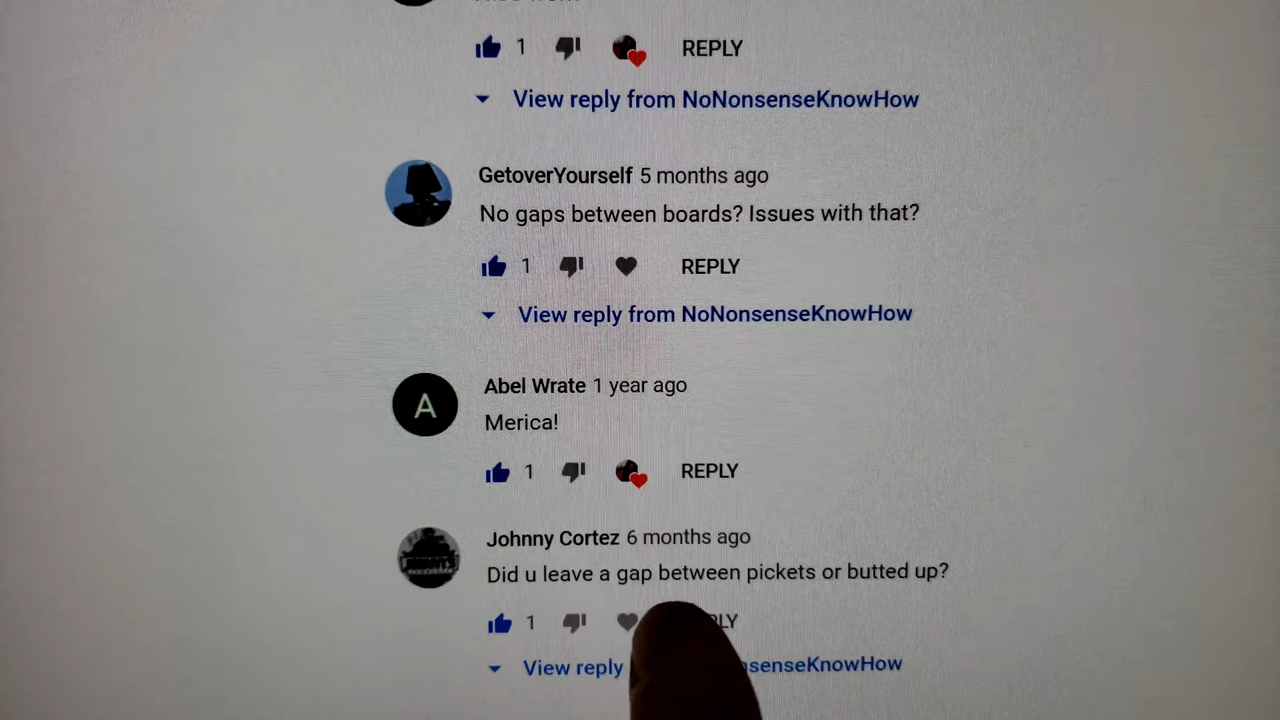 1 REPLY
View reply from NoNonsenseKnowHow
GetoverYourself 5 months ago
No gaps between boards? Issues with that?
1 REPLY
View reply from NoNonsenseKnowHow
A
Abel Wrate 1 year ago
Merica!
1 REPLY
Johnny Cortez 6 months ago
Did u leave a gap between pickets or butted up?
1
View reply